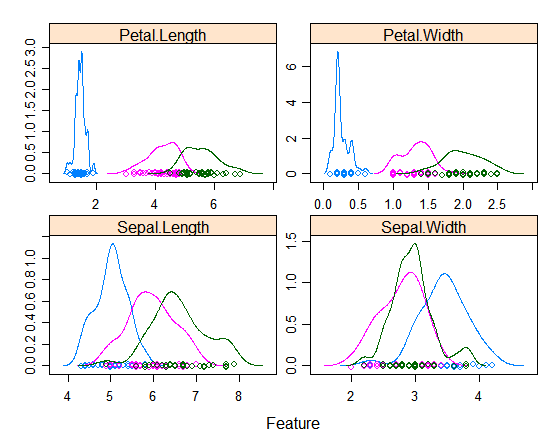 Petal.Length
Petal.Width
0.0 0.5 1.0 1.5 2.0 2.5 3.0
0 2 4 6
2 4 6
0.0 0.5 1.0 1.5 2.0 2.5
Sepal.Length
Sepal.Width
0.0 0.2 0.4 0.6 0.8 1.0
0.0 0.5 1.0 1.5
4 5 6 7 8
2 3 4
Feature